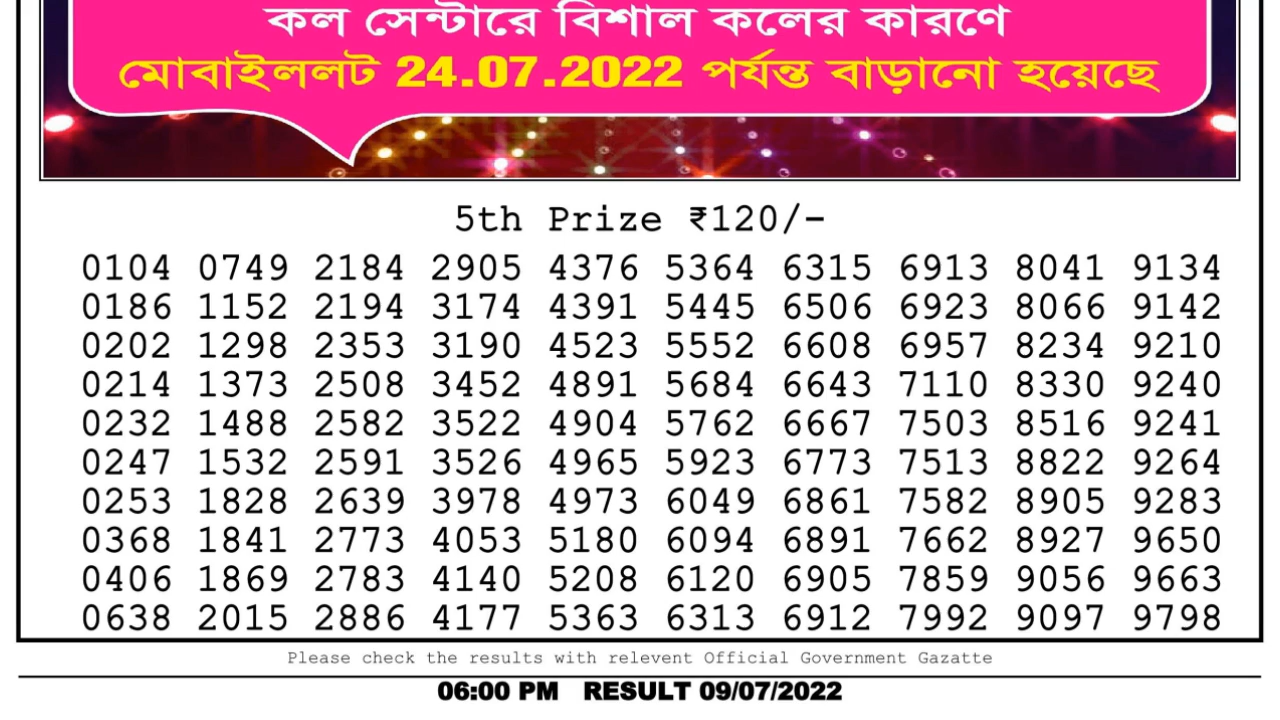 কল সেন্টারে বিশাল কলের কারণে
মোবাইললট 24.07.2022 পর্যন্ত বাড়ানো হয়েছে
5th Prize ₹120/-
0104 0749 2184 2905 4376 5364 6315 6913 8041 9134
0186 1152 2194 3174 4391 5445 6506 6923 8066 9142
0202 1298 2353 3190 4523 5552 6608 6957 8234 9210
0214 1373 2508 3452 4891 5684 6643 7110 8330 9240
0232 1488 2582 3522 4904 5762 6667 7503 8516 9241
0247 1532 2591 3526 4965 5923 6773 7513 8822 9264
0253 1828 2639 3978 4973 6049 6861 7582 8905 9283
0368 1841 2773 4053 5180 6094 6891 7662 8927 9650
0406 1869 2783 4140 5208 6120 6905 7859 9056 9663
0638 2015 2886 4177 5363 6313 6912 7992 9097 9798
Please check the results with relevent Official Government Gazatte
06:00 PM RESULT 09/07/2022